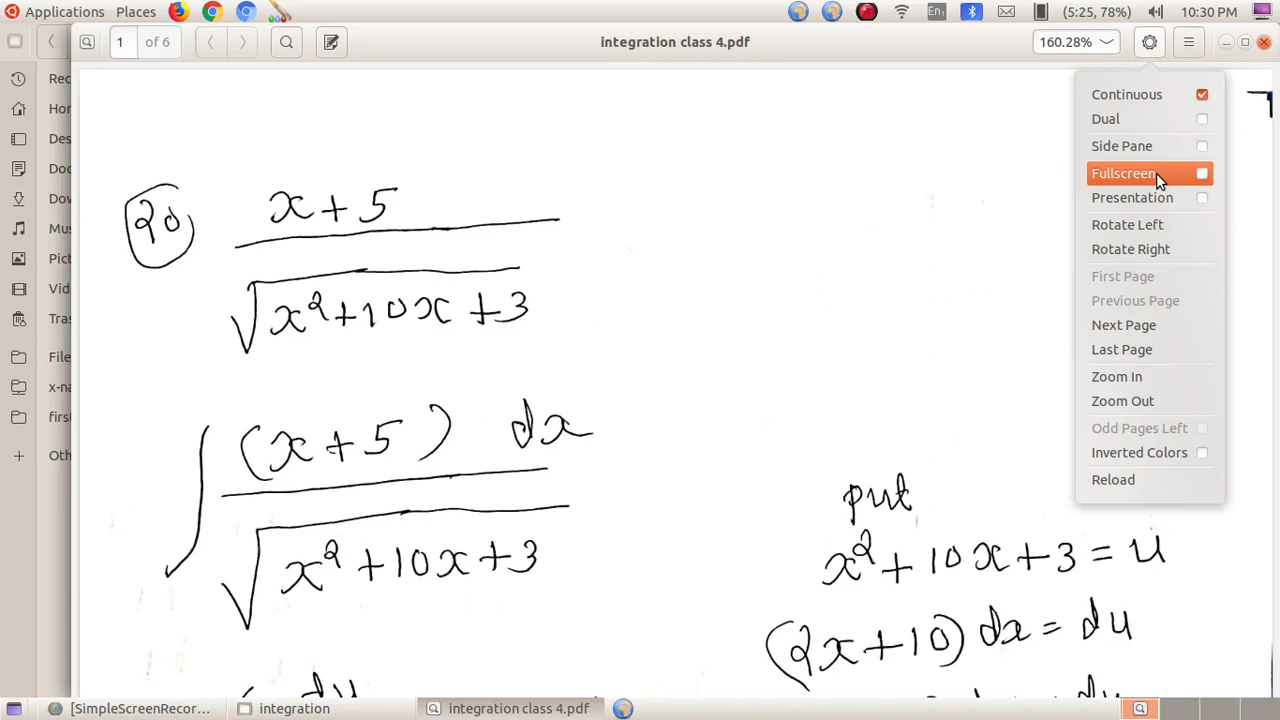 Applications Places En₁ (5:25, 78%) 10:30 PM
1 of 6 integration class 4.pdf 160.28%
Rec
Hor
Des
Doc
Dow
Mus
Pict
Vid
Tras
File
x-na
first
Oth
Continuous
Dual
Side Pane
Fullscreen
Presentation
Rotate Left
Rotate Right
First Page
Previous Page
Next Page
Last Page
Zoom In
Zoom Out
Odd Pages Left
Inverted Colors
Reload
20 x+5
√x²+10x+3
∫ (x+5) dx
√x²+10x+3
put
x²+10x+3=u
(2x+10)dx=du
du
[SimpleScreenRecor... integration integration class 4.pdf